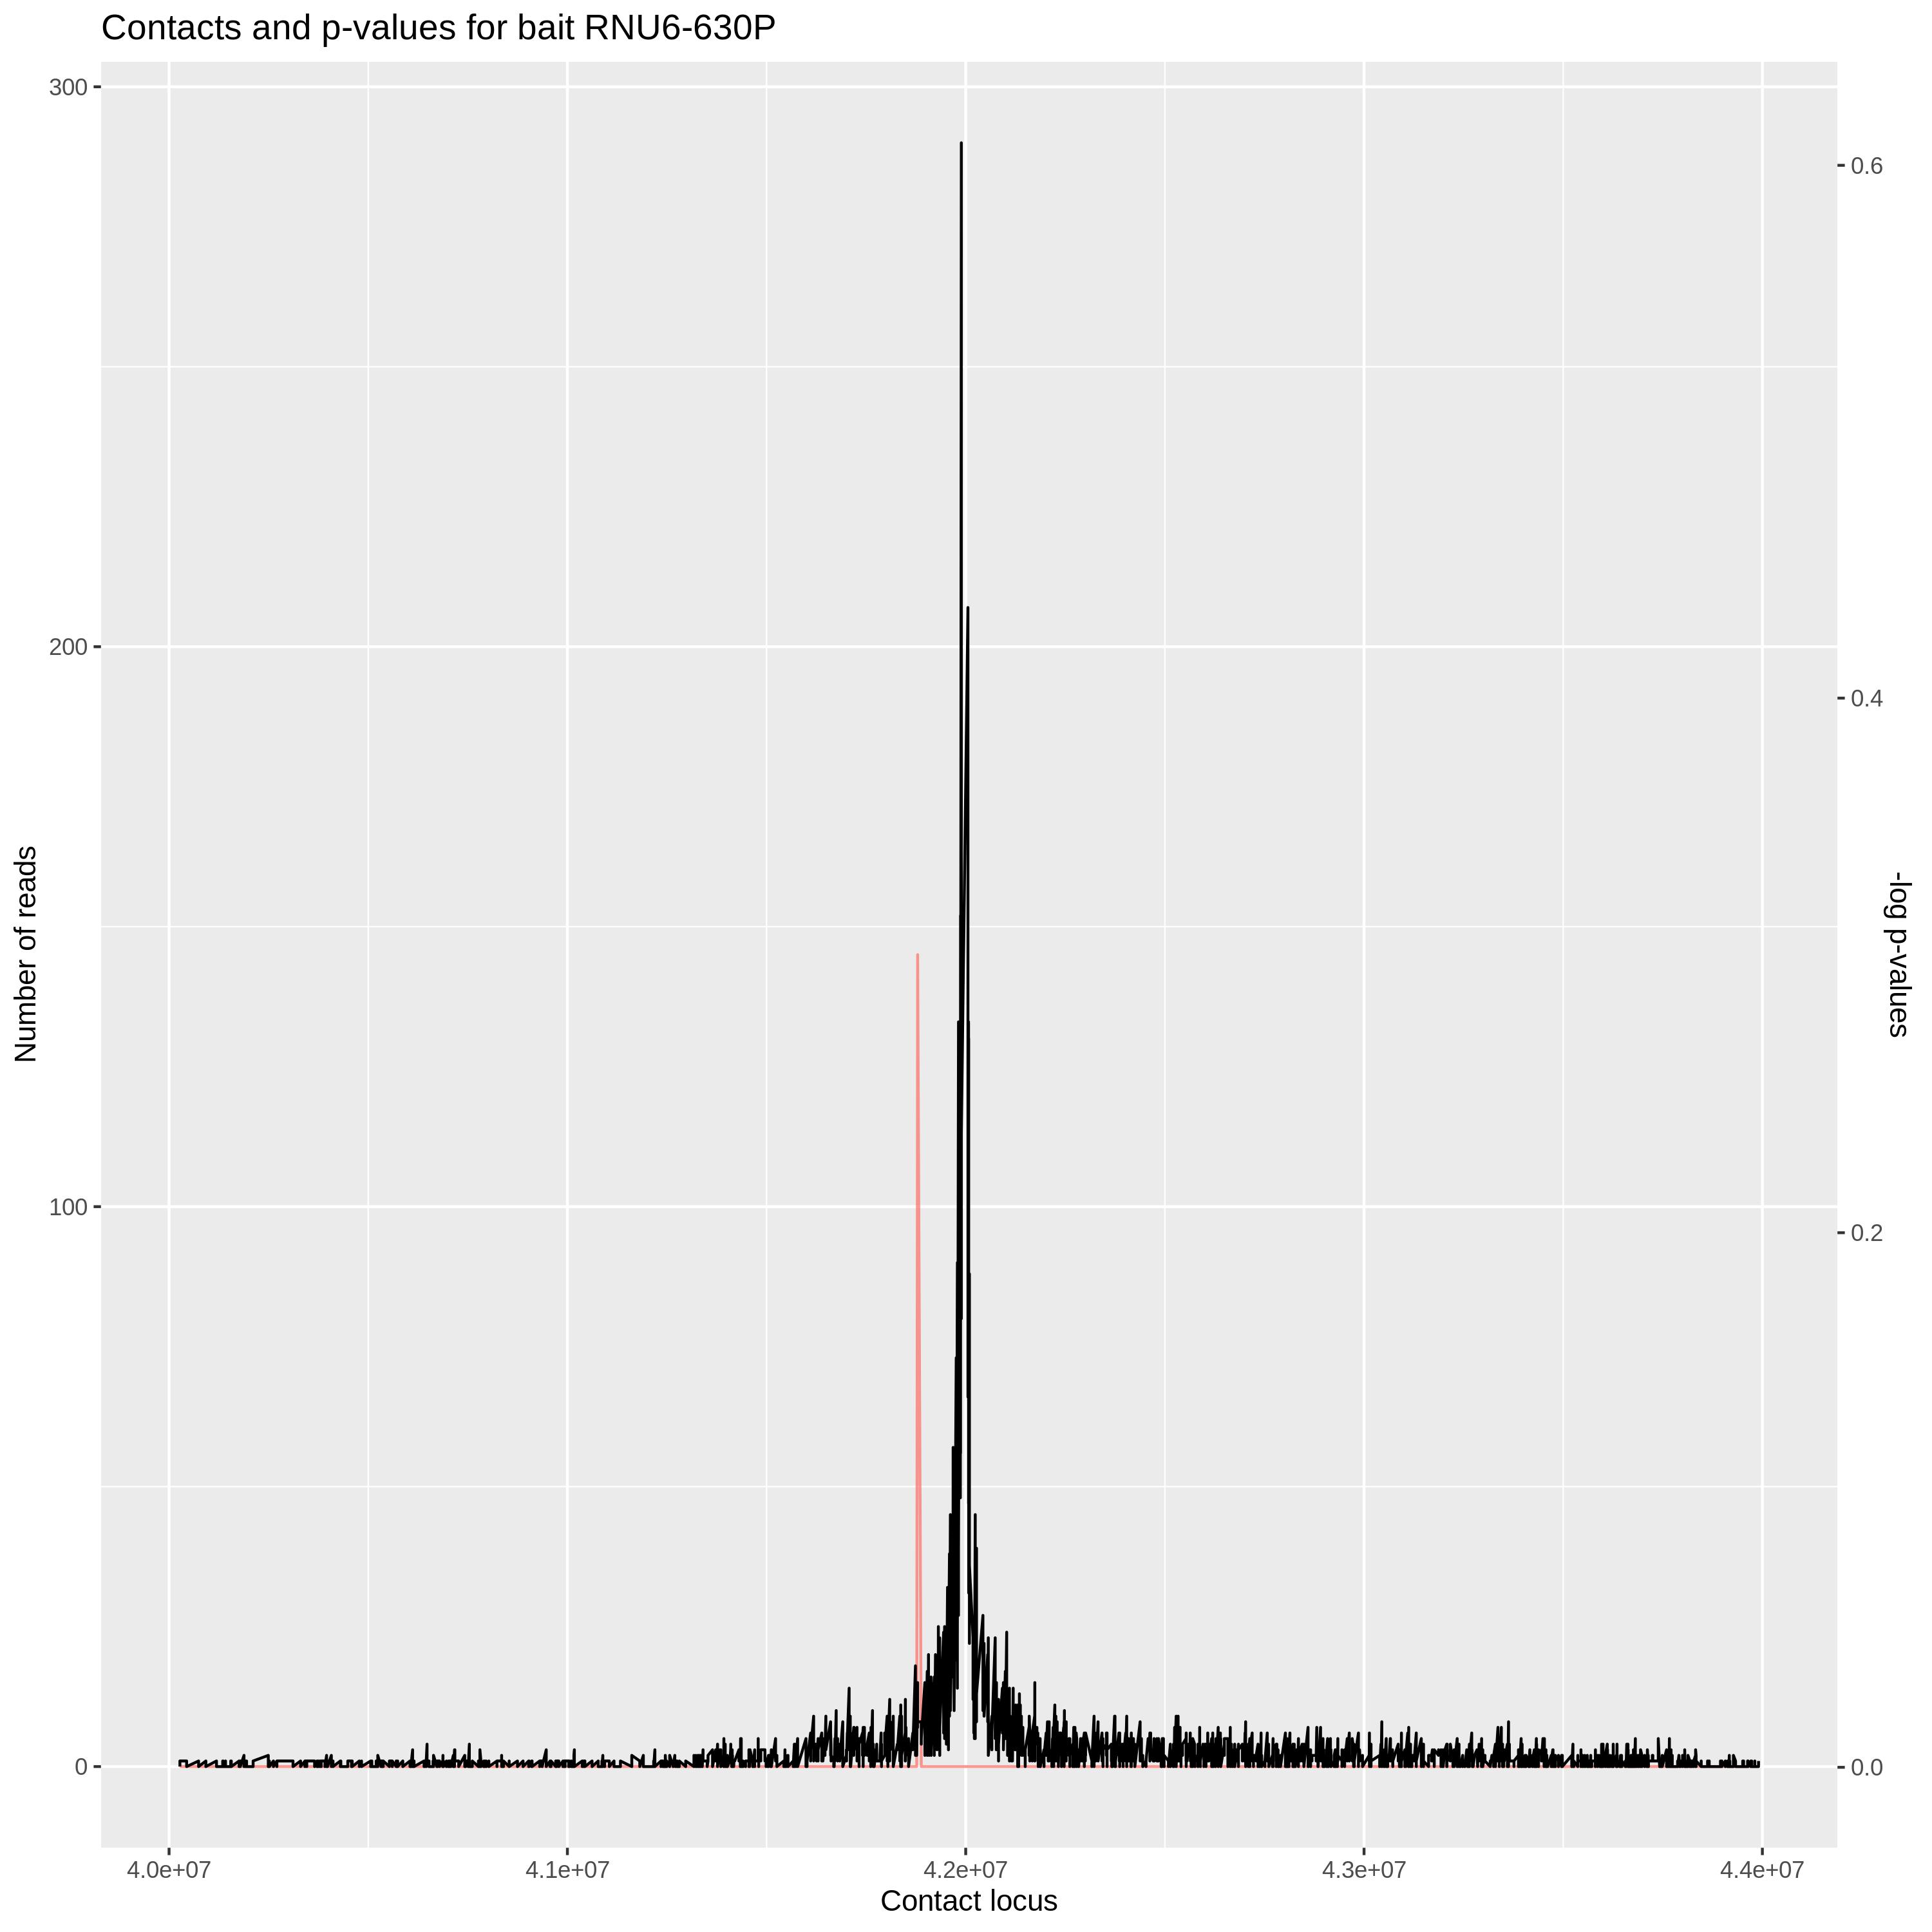 Contacts and p-values for bait RNU6-630P
300
200
100
0
Number of reads
0.6
0.4
0.2
0.0
-log p-values
4.0e+07
4.1e+07
4.2e+07
4.3e+07
4.4e+07
Contact locus